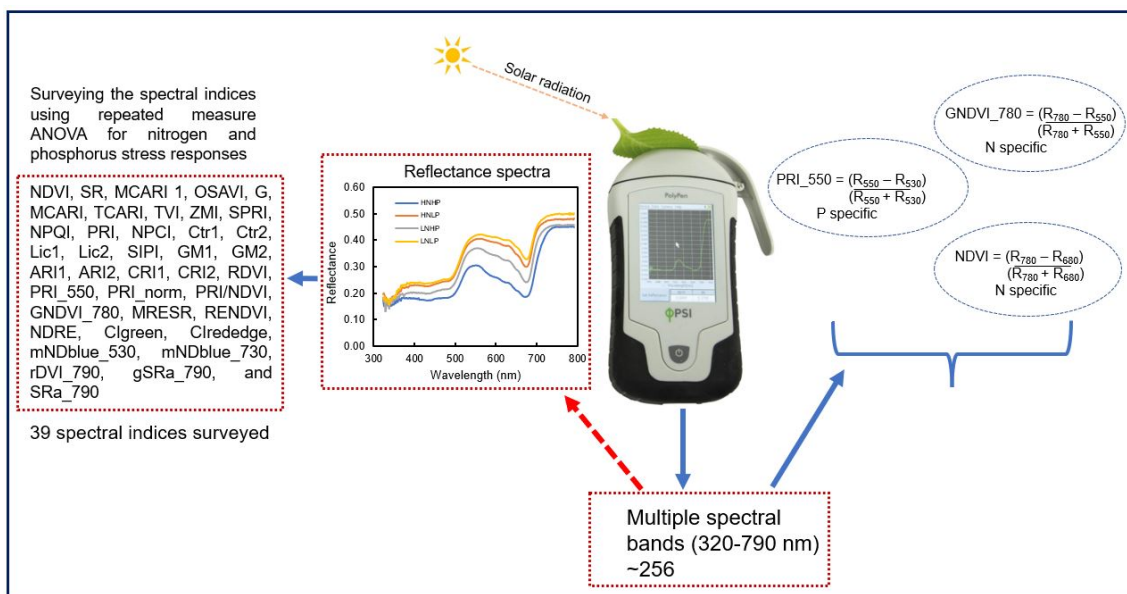 Solar radiation
Surveying the spectral indices
using repeated measure
ANOVA for nitrogen and
phosphorus stress responses
NDVI, SR, MCARI 1, OSAVI, G,
MCARI, TCARI, TVI, ZMI, SPRI,
NPQI, PRI, NPCI, Ctr1, Ctr2,
Lic1, Lic2, SIPI, GM1, GM2,
ARI1, ARI2, CRI1, CRI2, RDVI,
PRI_550, PRI_norm, PRI/NDVI,
GNDVI_780, MRESR, RENDVI,
NDRE, CIgreen, CIrededge,
mNDblue_530, mNDblue_730,
rDVI_790, gSRa_790, and
SRa_790
39 spectral indices surveyed
Reflectance spectra
0.60
0.50
0.40
0.30
0.20
0.10
0.00
Reflectance
HNHP
HNLP
LNHP
LNLP
300 400 500 600 700 800
Wavelength (nm)
PolyPen
PSI
GNDVI_780 = (R780 – R550)
(R780 + R550)
N specific
PRI_550 = (R550 – R530)
(R550 + R530)
P specific
NDVI = (R780 – R680)
(R780 + R680)
N specific
Multiple spectral
bands (320-790 nm)
~256